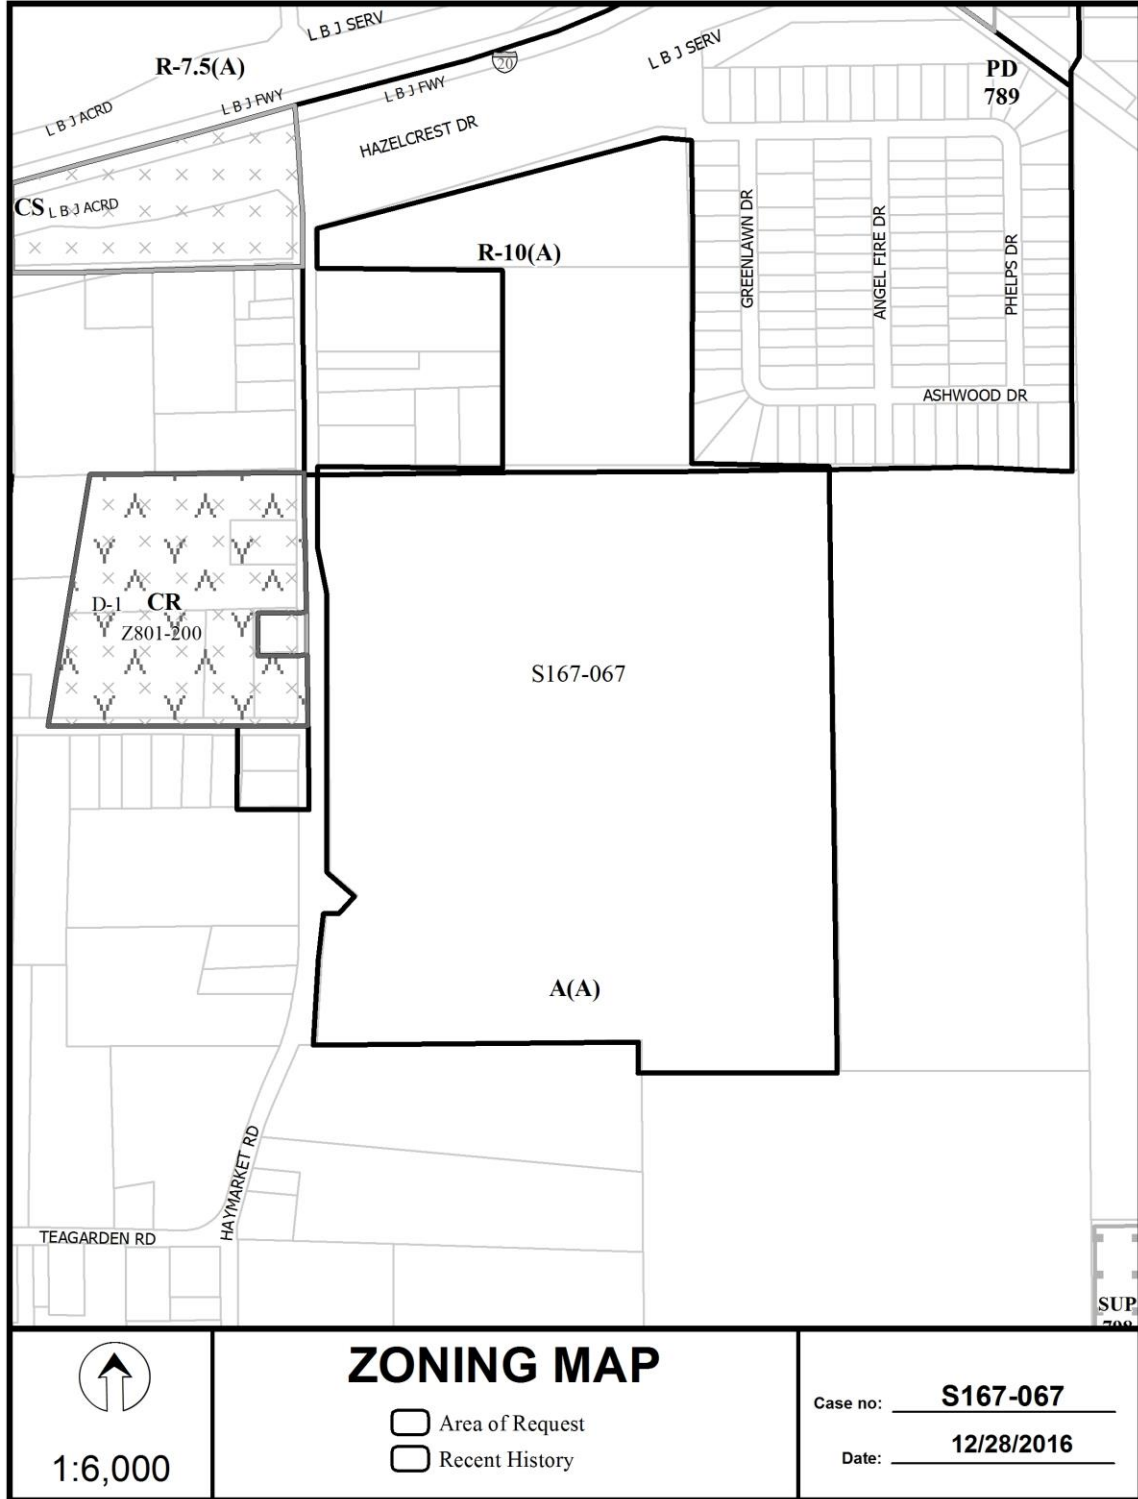 L B J SERV
R-7.5(A)
20
L B J SERV
PD
789
L B J FWY
L B J FWY
L B J ACRD
HAZELCREST DR
CS
L B J ACRD
R-10(A)
GREENLAWN DR
ANGEL FIRE DR
PHELPS DR
ASHWOOD DR
D-1
CR
Z801-200
S167-067
A(A)
HAYMARKET RD
TEAGARDEN RD
SUP
ZONING MAP
Area of Request
Recent History
1:6,000
Case no: S167-067
Date: 12/28/2016